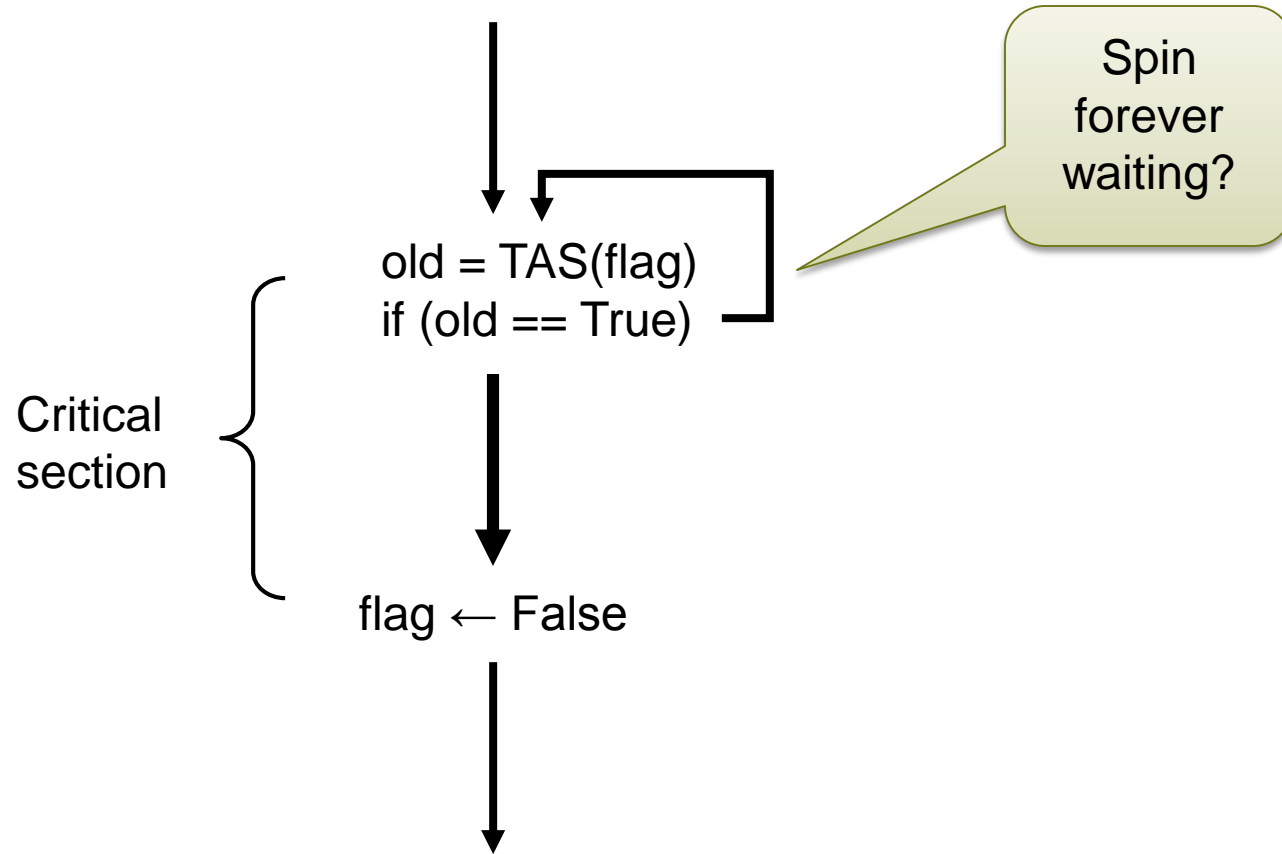 Spin
forever
waiting?
old = TAS(flag)
if (old == True)
Critical
section
flag ← False